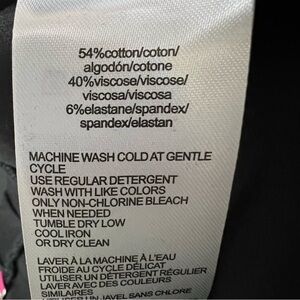 54%cotton/coton/
algodón/cotone
40%viscose/viscose/
viscosa/viscosa
6%elastane/spandex/
spandex/elastan
MACHINE WASH COLD AT GENTLE
CYCLE
USE REGULAR DETERGENT
WASH WITH LIKE COLORS
ONLY NON-CHLORINE BLEACH
WHEN NEEDED
TUMBLE DRY LOW
COOL IRON
OR DRY CLEAN
LAVER À LA MACHINE À L'EAU
FROIDE AU CYCLE DÉLICAT
UTILISER UN DÉTERGENT RÉGULIER
LAVER AVEC DES COULEURS
SIMILAIRES
JAVEL SANS CHLORE